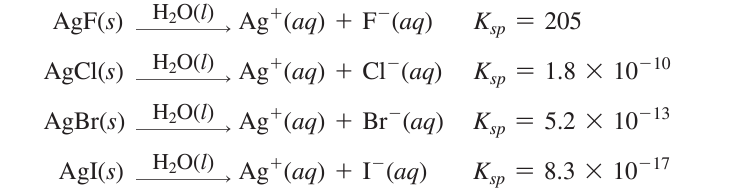 AgF(s) H₂O(l) → Ag⁺(aq) + F⁻(aq) Kₛₚ = 205
AgCl(s) H₂O(l) → Ag⁺(aq) + Cl⁻(aq) Kₛₚ = 1.8 × 10⁻¹⁰
AgBr(s) H₂O(l) → Ag⁺(aq) + Br⁻(aq) Kₛₚ = 5.2 × 10⁻¹³
AgI(s) H₂O(l) → Ag⁺(aq) + I⁻(aq) Kₛₚ = 8.3 × 10⁻¹⁷